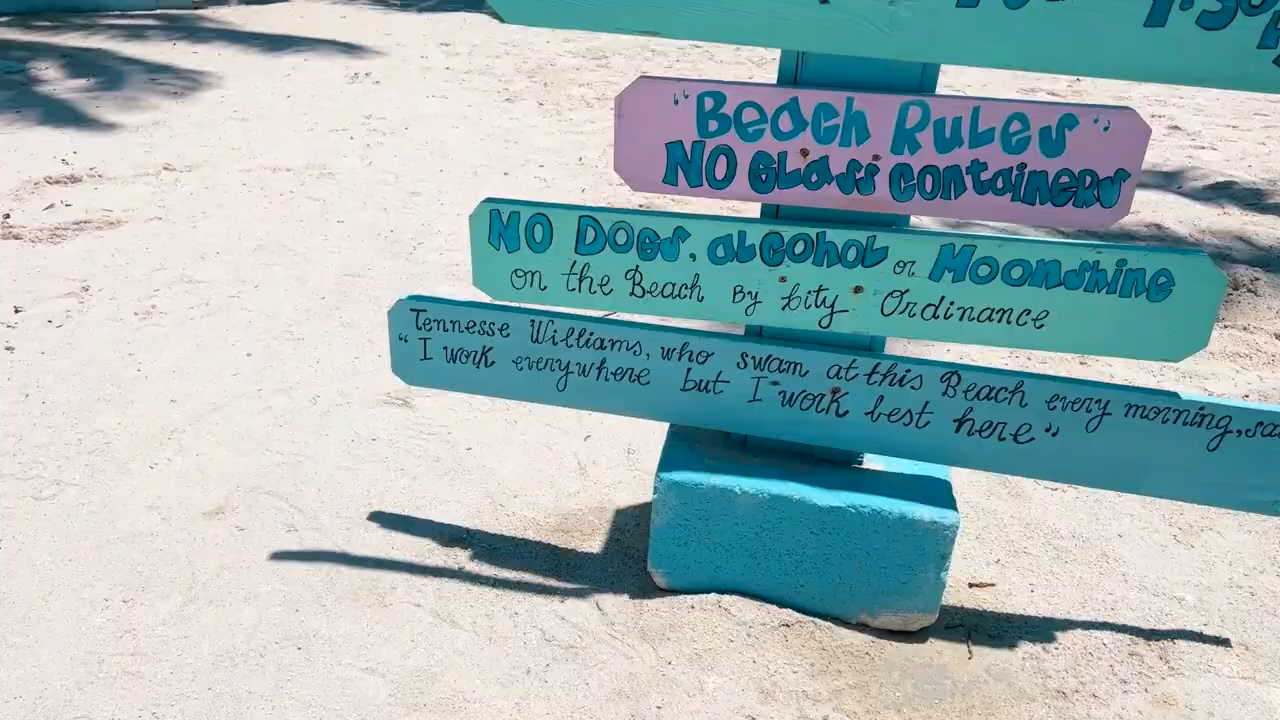 "Beach Rules"
NO Glass Containers
NO Dogs, alcohol or Moonshine
on the Beach By City Ordinance
Tennesse Williams, who swam at this Beach every morning,
"I work everywhere but I work best here"